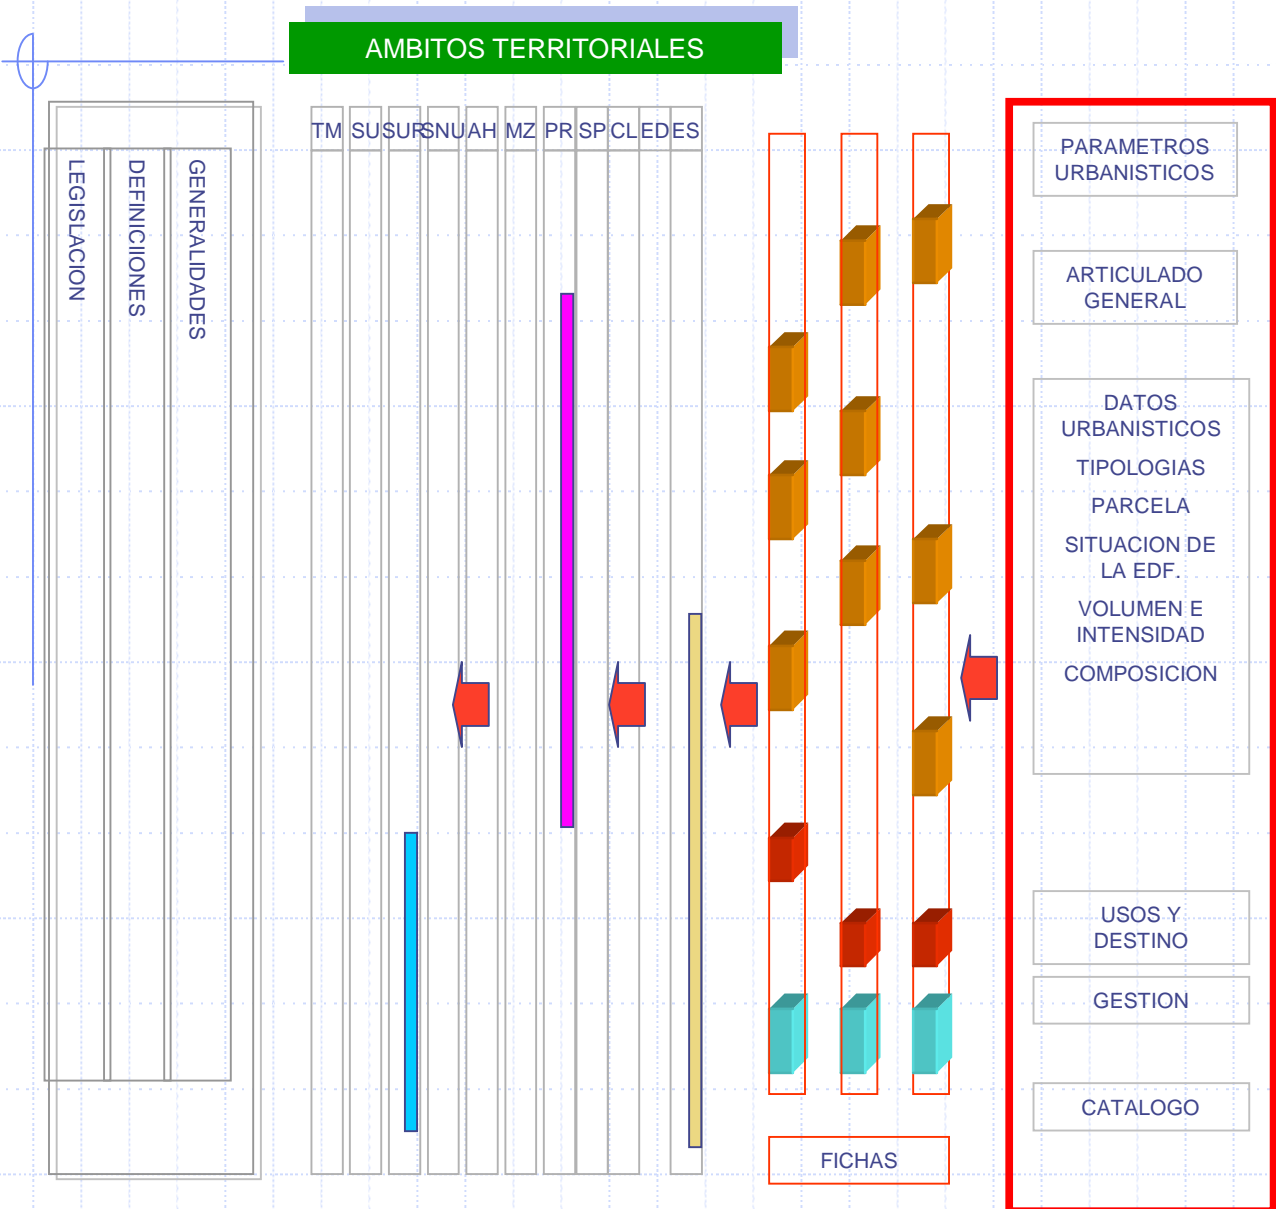 AMBITOS TERRITORIALES
LEGISLACION
DEFINICIIONES
GENERALIDADES
TM SU SUR SNU AH MZ PR SP CL ED ES
PARAMETROS
URBANISTICOS
ARTICULADO
GENERAL
DATOS
URBANISTICOS
TIPOLOGIAS
PARCELA
SITUACION DE
LA EDF.
VOLUMEN E
INTENSIDAD
COMPOSICION
USOS Y
DESTINO
GESTION
CATALOGO
FICHAS